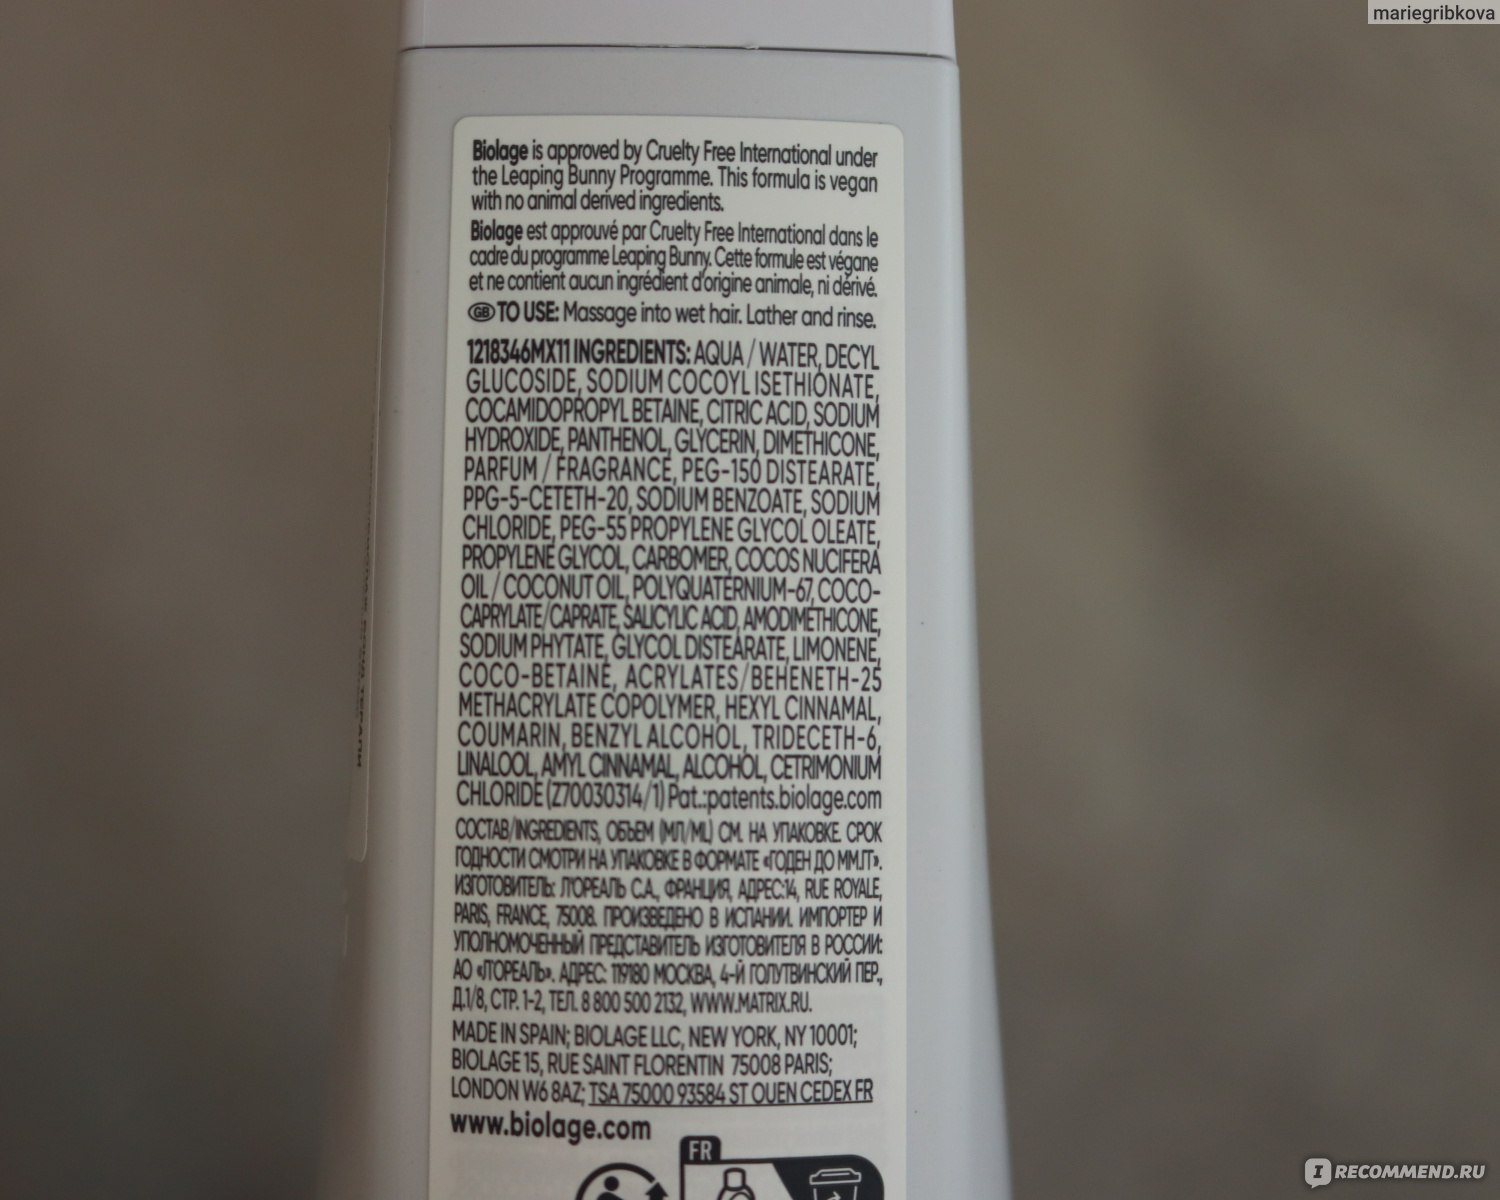 mariegribkova
Biolage is approved by Cruelty Free International under
the Leaping Bunny Programme. This formula is vegan
with no animal derived ingredients.
Biolage est approuvé par Cruelty Free International dans le
cadre du programme Leaping Bunny. Cette formule est végane
et ne contient aucun ingrédient d'origine animale, ni dérivé.
GB TO USE: Massage into wet hair. Lather and rinse.
1218346MX11 INGREDIENTS: AQUA / WATER, DECYL
GLUCOSIDE, SODIUM COCOYL ISETHIONATE,
COCAMIDOPROPYL BETAINE, CITRIC ACID, SODIUM
HYDROXIDE, PANTHENOL, GLYCERIN, DIMETHICONE,
PARFUM / FRAGRANCE, PEG-150 DISTEARATE,
PPG-5-CETETH-20, SODIUM BENZOATE, SODIUM
CHLORIDE, PEG-55 PROPYLENE GLYCOL OLEATE,
PROPYLENE GLYCOL, CARBOMER, COCOS NUCIFERA
OIL / COCONUT OIL, POLYQUATERNIUM-67, COCO-
CAPRYLATE/CAPRATE, SALICYLIC ACID, AMODIMETHICONE,
SODIUM PHYTATE, GLYCOL DISTEARATE, LIMONENE,
COCO-BETAINE, ACRYLATES/BEHENETH-25
METHACRYLATE COPOLYMER, HEXYL CINNAMAL,
COUMARIN, BENZYL ALCOHOL, TRIDECETH-6,
LINALOOL, AMYL CINNAMAL, ALCOHOL, CETRIMONIUM
CHLORIDE (Z70030314/1) Pat.:patents.biolage.com
СОСТАВ/INGREDIENTS, ОБЪЕМ (МЛ/ML) СМ. НА УПАКОВКЕ. СРОК
ГОДНОСТИ СМОТРИ НА УПАКОВКЕ В ФОРМАТЕ «ГОДЕН ДО ММ.ГГ».
ИЗГОТОВИТЕЛЬ: Л'ОРЕАЛЬ С.А., ФРАНЦИЯ, АДРЕС:14, RUE ROYALE,
PARIS, FRANCE, 75008. ПРОИЗВЕДЕНО В ИСПАНИИ. ИМПОРТЕР И
УПОЛНОМОЧЕННЫЙ ПРЕДСТАВИТЕЛЬ ИЗГОТОВИТЕЛЯ В РОССИИ:
АО «Л'ОРЕАЛЬ». АДРЕС: 119180 МОСКВА, 4-Й ГОЛУТВИНСКИЙ ПЕР.,
Д.1/8, СТР. 1-2, ТЕЛ. 8 800 500 2132, WWW.MATRIX.RU.
MADE IN SPAIN; BIOLAGE LLC, NEW YORK, NY 10001;
BIOLAGE 15, RUE SAINT FLORENTIN 75008 PARIS;
LONDON W6 8AZ; TSA 75000 93584 ST OUEN CEDEX FR
www.biolage.com
FR
IRECOMMEND.RU